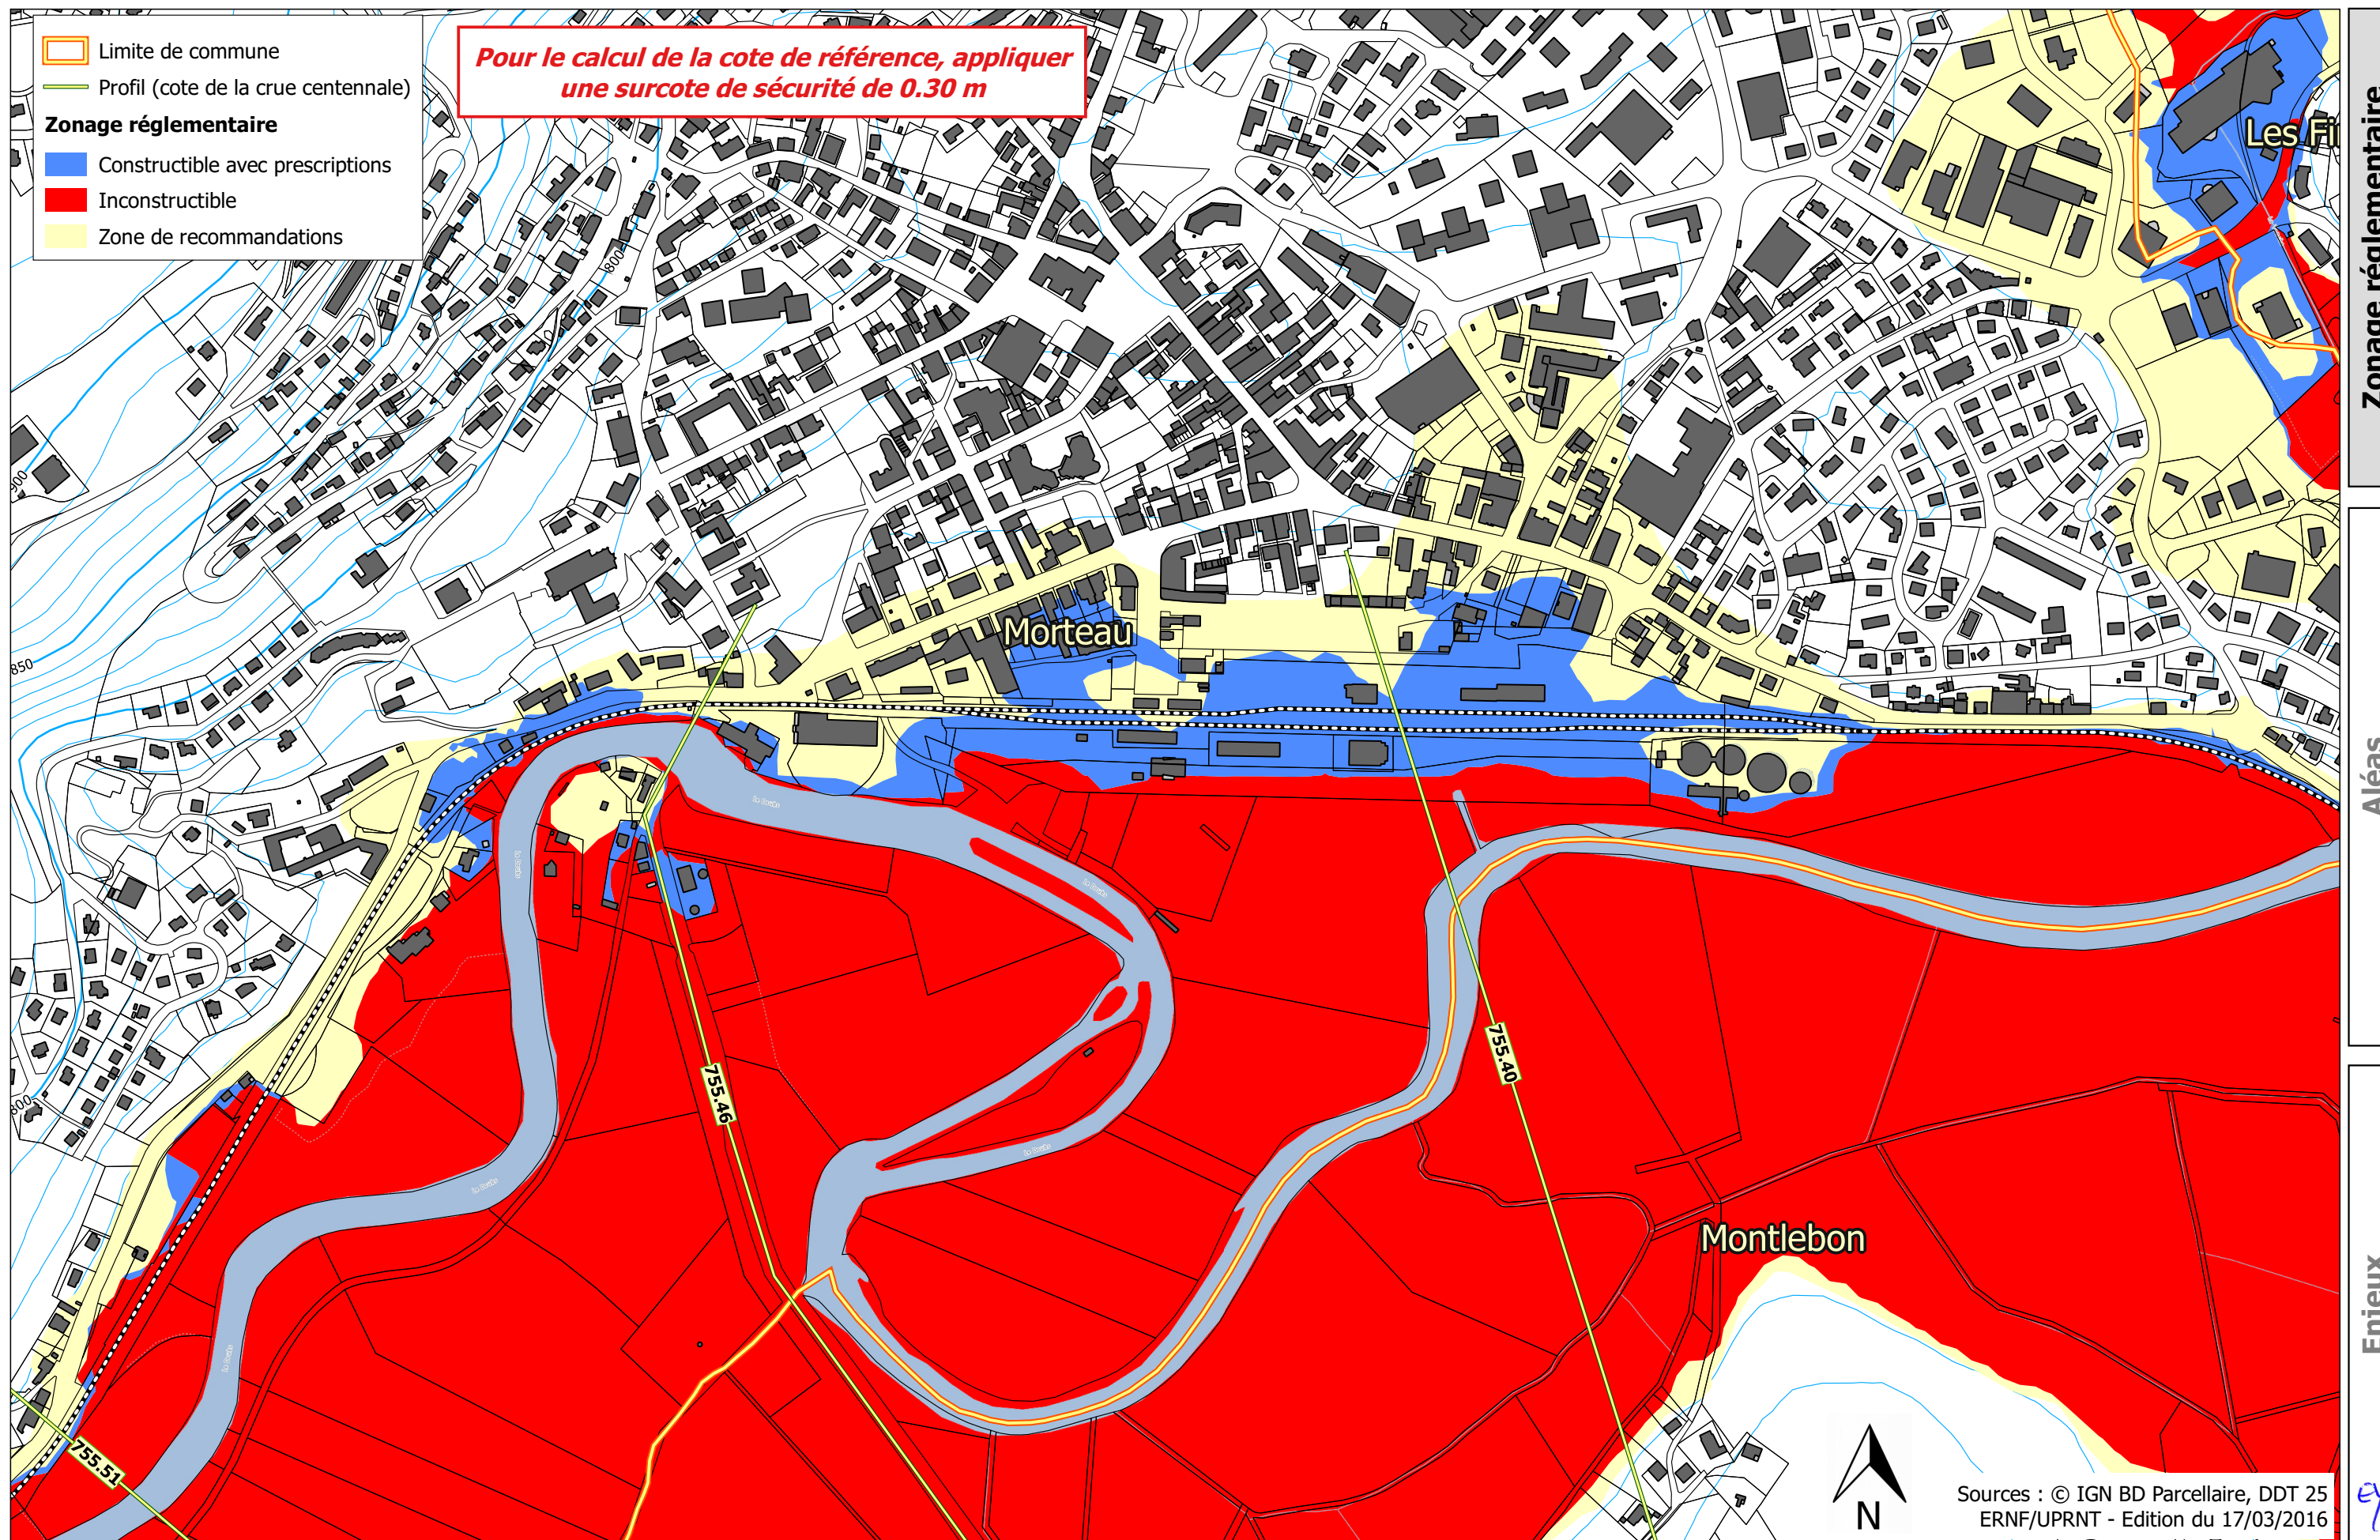 Limite de commune
Profil (cote de la crue centennale)
Zonage réglementaire
Constructible avec prescriptions
Inconstructible
Zone de recommandations
Pour le calcul de la cote de référence, appliquer
une surcote de sécurité de 0.30 m
Les Fi
Zonage réglementaire
800
900
850
Morteau
Aléas
800
755.46
755.40
Montlebon
Enjeux
755.51
N
Sources : © IGN BD Parcellaire, DDT 25
ERNF/UPRNT - Edition du 17/03/2016